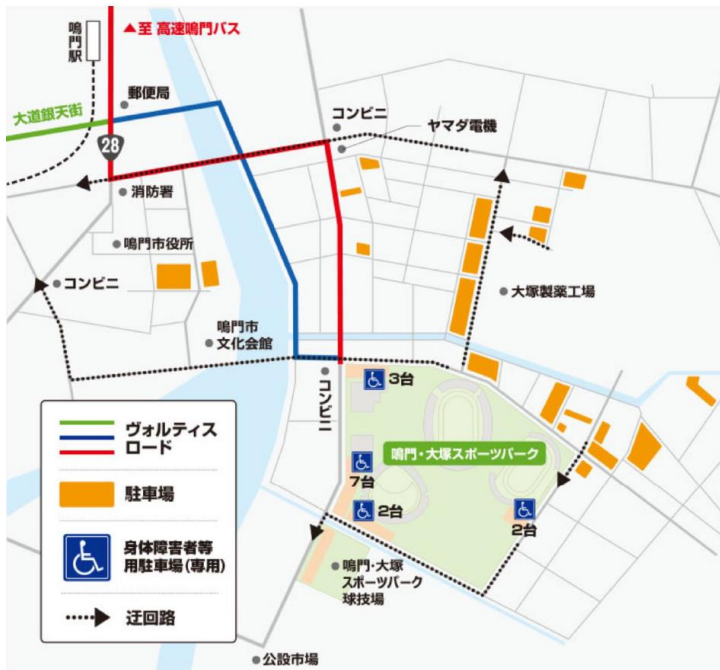 鳴門駅
▲至 高速鳴門バス
郵便局
大道銀天街
28
コンビニ
ヤマダ電機
消防署
鳴門市役所
コンビニ
大塚製薬工場
鳴門市
文化会館
コンビニ
3台
鳴門・大塚スポーツパーク
7台
2台
2台
鳴門・大塚
スポーツパーク
球技場
公設市場
ヴォルティス
ロード
駐車場
身体障害者等
用駐車場(専用)
迂回路